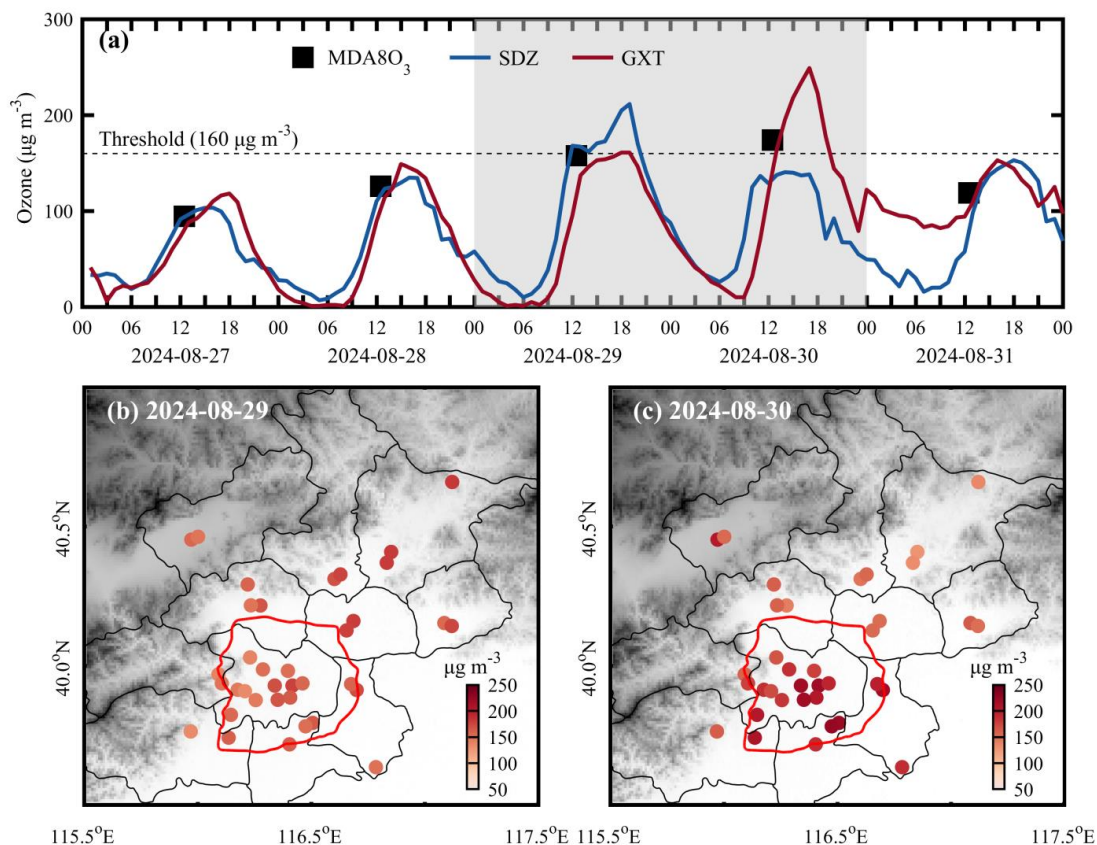 (a)
MDA8O₃ SDZ GXT
Threshold (160 μg m⁻³)
Ozone (μg m⁻³)
300
200
100
0
00 06 12 18 00 06 12 18 00 06 12 18 00 06 12 18 00 06 12 18 00
2024-08-27 2024-08-28 2024-08-29 2024-08-30 2024-08-31
(b) 2024-08-29
40.5°N
40.0°N
μg m⁻³
250
200
150
100
50
115.5°E 116.5°E 117.5°E
(c) 2024-08-30
40.5°N
40.0°N
μg m⁻³
250
200
150
100
50
115.5°E 116.5°E 117.5°E